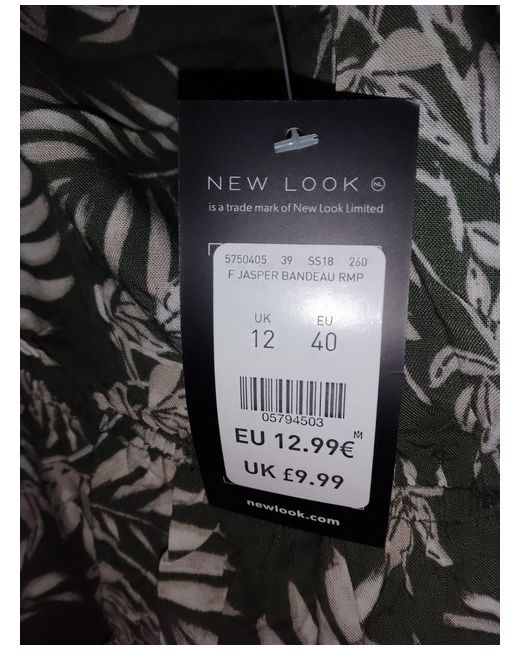 NEW LOOK NL
is a trade mark of New Look Limited
5750405 39 SS18 260
F JASPER BANDEAU RMP
UK EU
12 40
05794503
EU 12.99€ M
UK £9.99
newlook.com